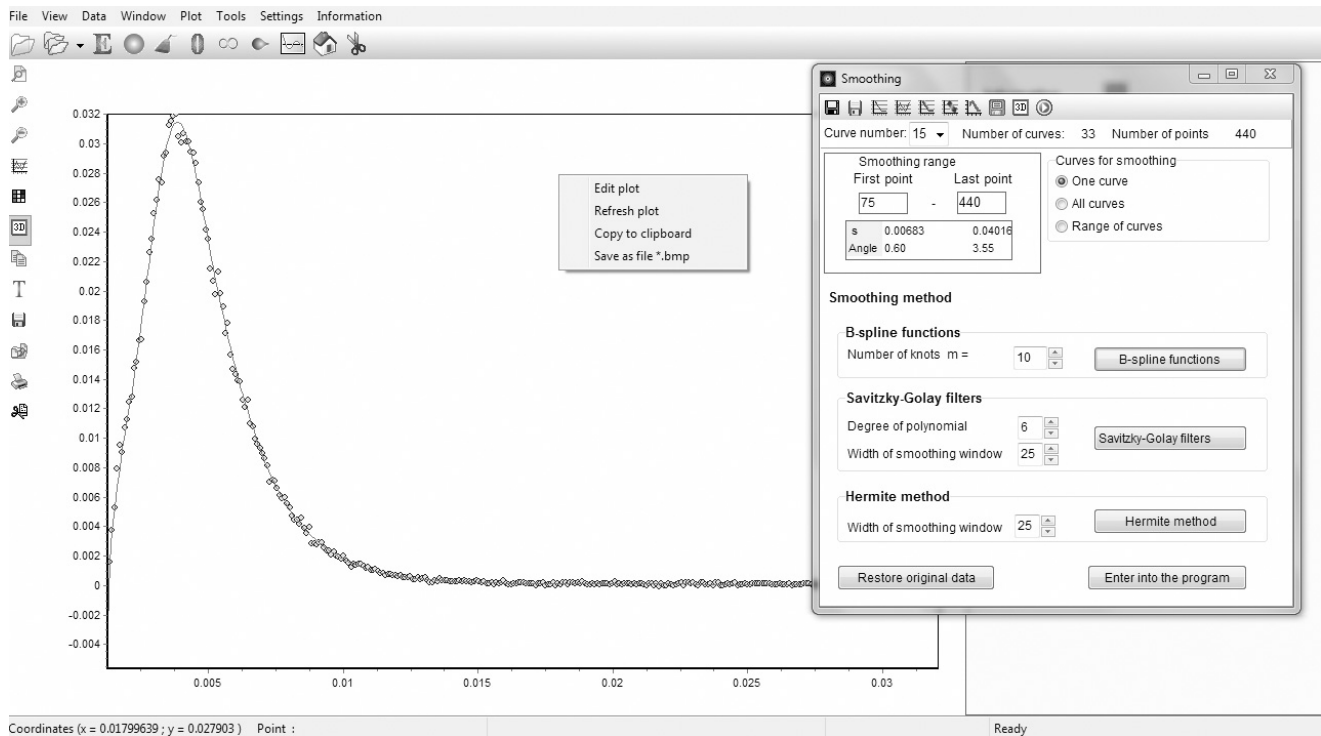 File View Data Window Plot Tools Settings Information
3D
T
0.032
0.03
0.028
0.026
0.024
0.022
0.02
0.018
0.016
0.014
0.012
0.01
0.008
0.006
0.004
0.002
0
-0.002
-0.004
0.005 0.01 0.015 0.02 0.025 0.03
Edit plot
Refresh plot
Copy to clipboard
Save as file *.bmp
Smoothing
3D
Curve number: 15 Number of curves: 33 Number of points 440
Smoothing range
First point Last point
75 - 440
s 0.00683 0.04016
Angle 0.60 3.55
Curves for smoothing
One curve
All curves
Range of curves
Smoothing method
B-spline functions
Number of knots m = 10 B-spline functions
Savitzky-Golay filters
Degree of polynomial 6
Width of smoothing window 25
Savitzky-Golay filters
Hermite method
Width of smoothing window 25 Hermite method
Restore original data Enter into the program
Coordinates (x = 0.01799639 ; y = 0.027903 ) Point : Ready